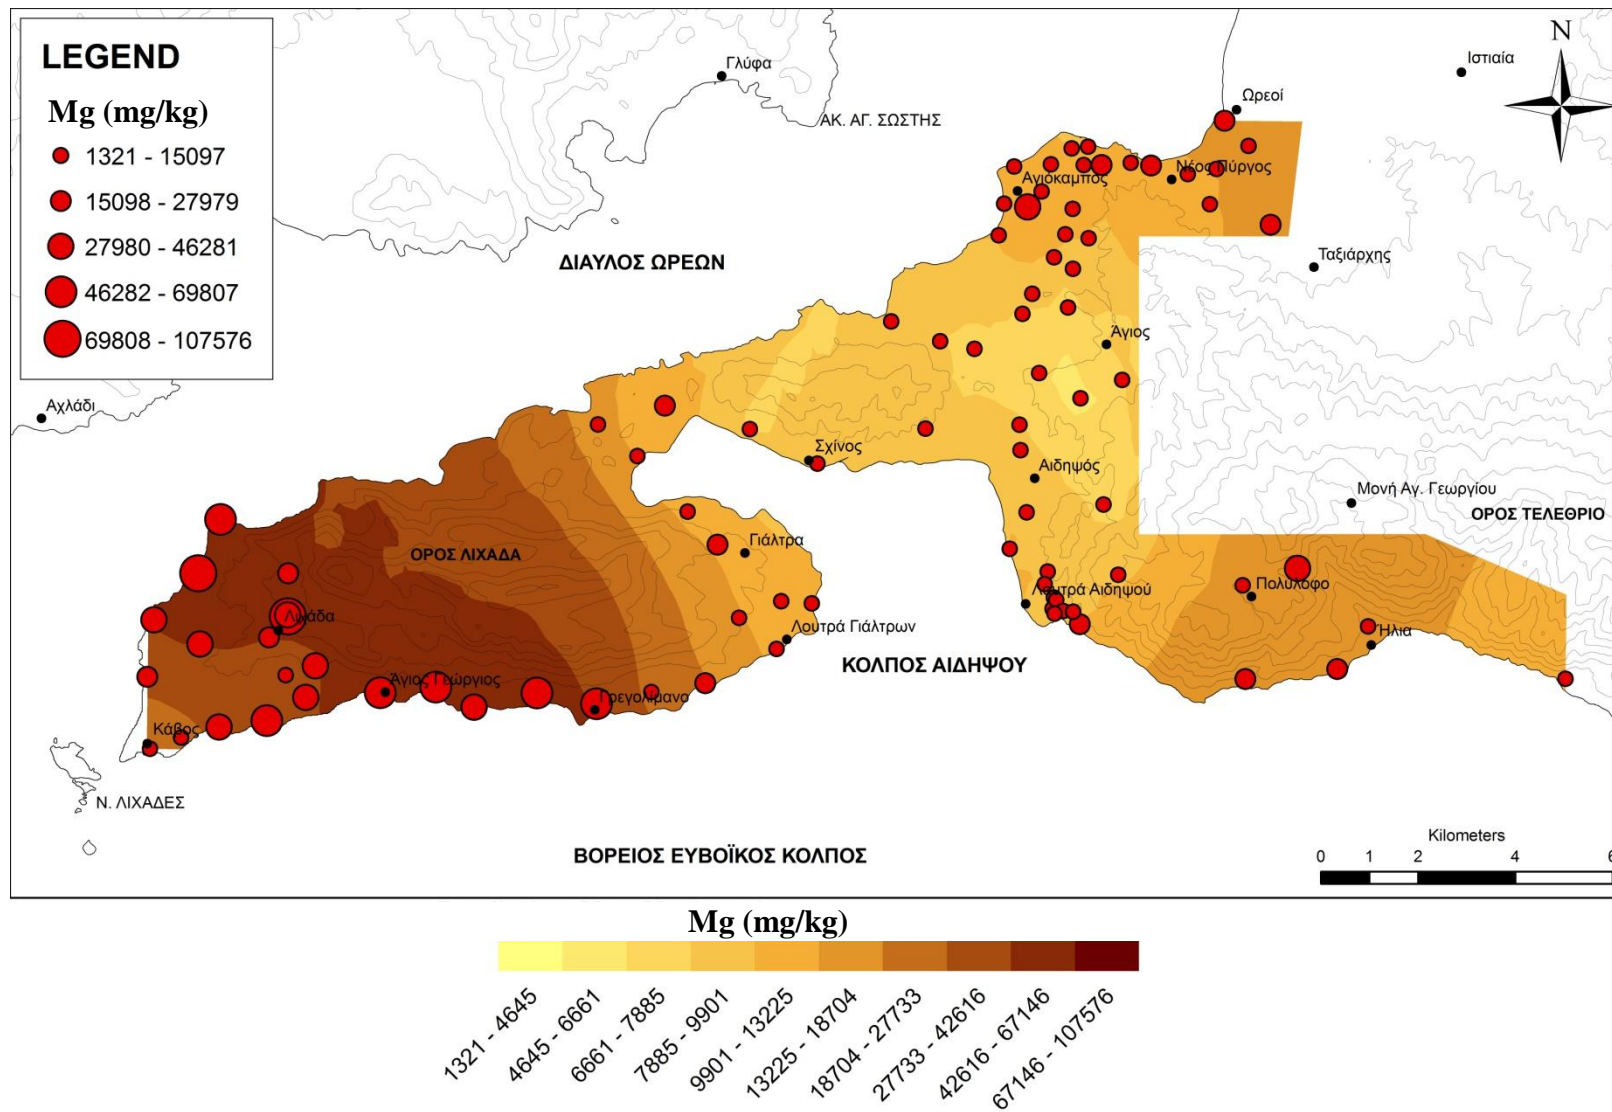 LEGEND
Mg (mg/kg)
1321 - 15097
15098 - 27979
27980 - 46281
46282 - 69807
69808 - 107576
Γλύφα
ΑΚ. ΑΓ. ΣΩΣΤΗΣ
Ωρεοί
Ιστιαία
N
Νέος Πύργος
Αγιόκαμπος
Ταξιάρχης
ΔΙΑΥΛΟΣ ΩΡΕΩΝ
Άγιος
Αχλάδι
Σχίνος
Αιδηψός
Μονή Αγ. Γεωργίου
ΟΡΟΣ ΤΕΛΕΘΡΙΟ
ΟΡΟΣ ΛΙΧΑΔΑ
Γιάλτρα
Πολύλοφο
Λουτρά Αιδηψού
Λιχάδα
Λουτρά Γιάλτρων
Ήλια
ΚΟΛΠΟΣ ΑΙΔΗΨΟΥ
Άγιος Γεώργιος
Γρεγολίμανο
Κάβος
Ν. ΛΙΧΑΔΕΣ
ΒΟΡΕΙΟΣ ΕΥΒΟΪΚΟΣ ΚΟΛΠΟΣ
Kilometers
0 1 2 4 6
Mg (mg/kg)
1321 - 4645
4645 - 6661
6661 - 7885
7885 - 9901
9901 - 13225
13225 - 18704
18704 - 27733
27733 - 42616
42616 - 67146
67146 - 107576